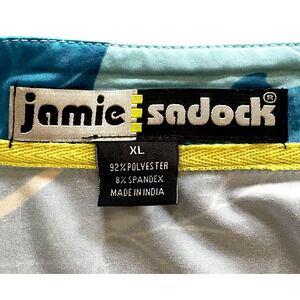 jamie sadock®
XL
92% POLYESTER
8% SPANDEX
MADE IN INDIA